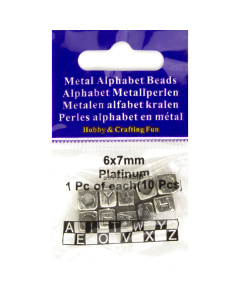 Metal Alphabet Beads
Alphabet Metallperlen
Metalen alfabet kralen
Perles alphabet en métal
Hobby & Crafting Fun
6x7mm
Platinum
1 Pc of each(10 Pcs)
A I L T W Y
E O V X Z